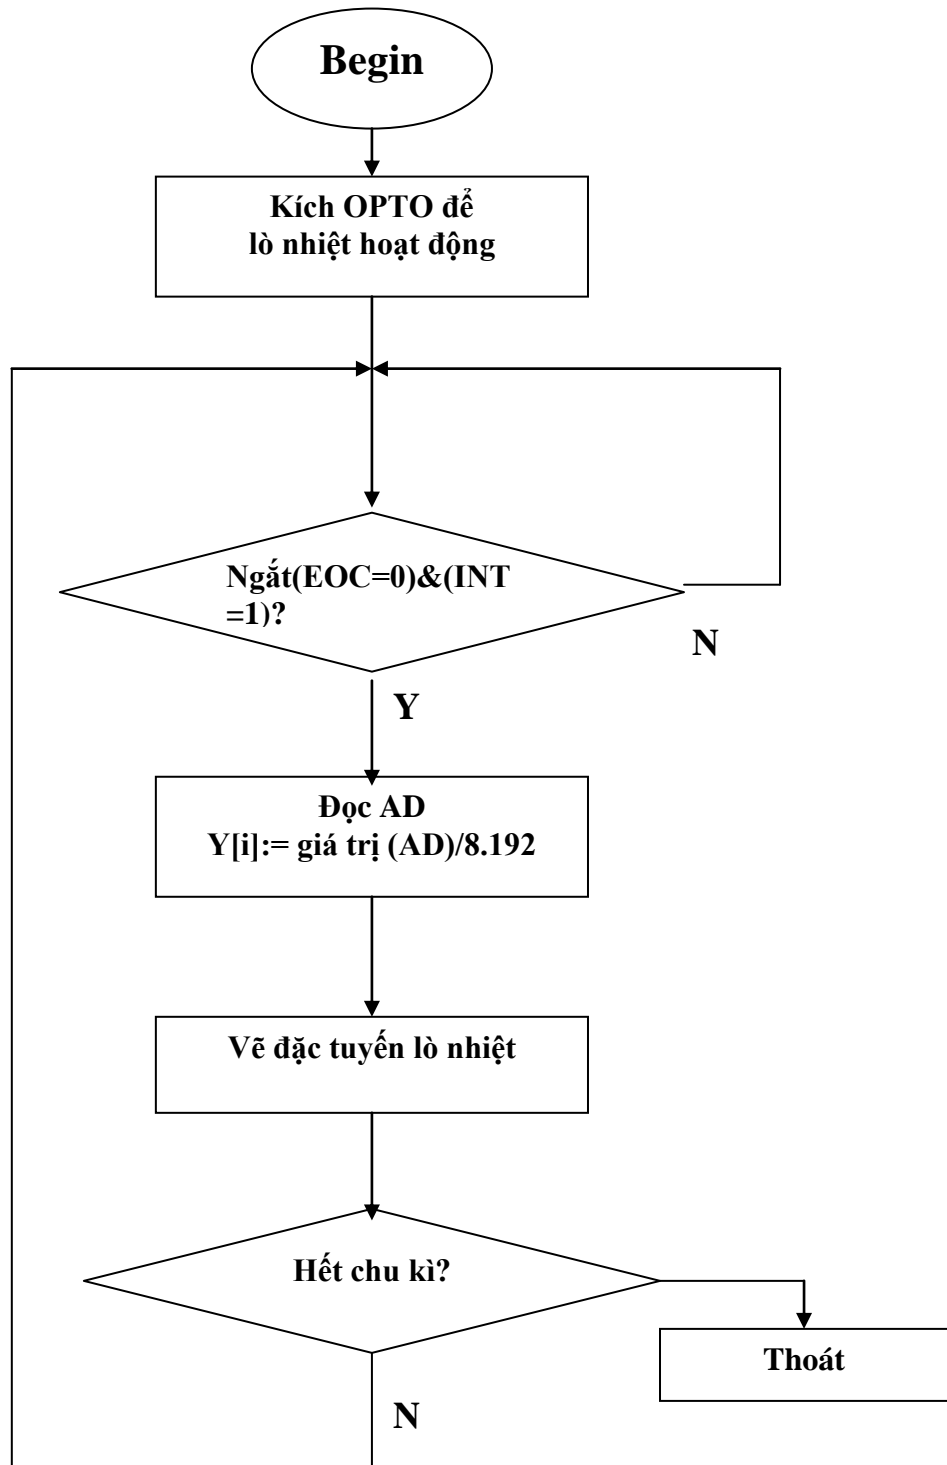 Begin
Kích OPTO để
lò nhiệt hoạt động
Ngắt(EOC=0)&(INT
=1)?
N
Y
Đọc AD
Y[i]:= giá trị (AD)/8.192
Vẽ đặc tuyến lò nhiệt
Hết chu kì?
Thoát
N